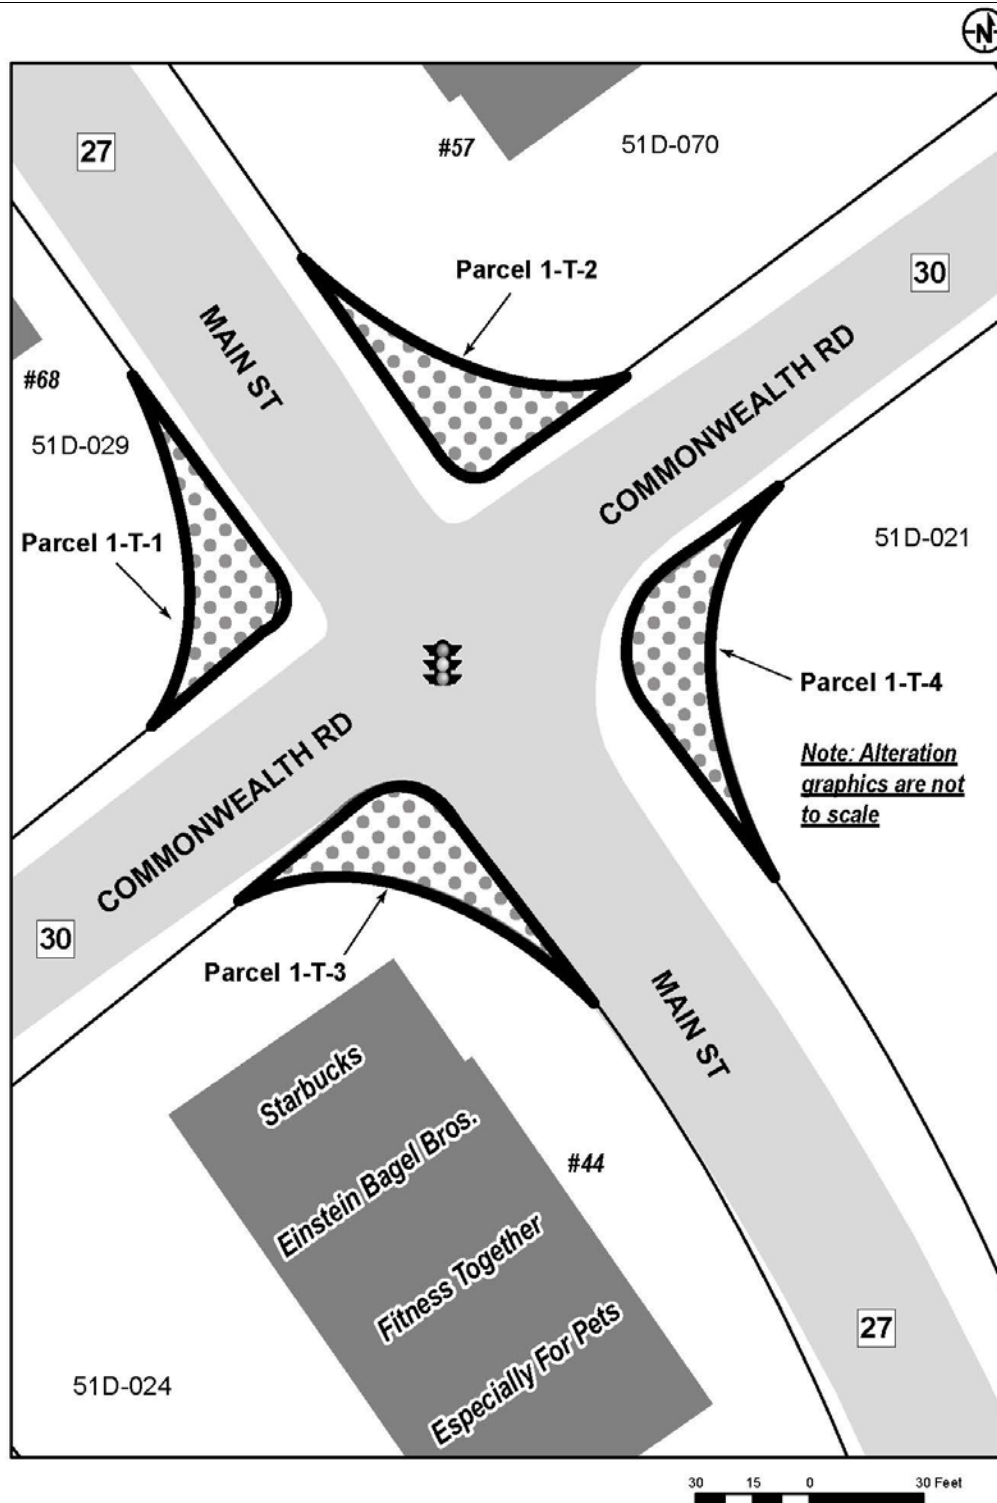 N
27
#57
51D-070
Parcel 1-T-2
30
MAIN ST
COMMONWEALTH RD
#68
51D-029
Parcel 1-T-1
51D-021
Parcel 1-T-4
Note: Alteration
graphics are not
to scale
COMMONWEALTH RD
30
Parcel 1-T-3
MAIN ST
Starbucks
Einstein Bagel Bros.
#44
Fitness Together
Especially For Pets
27
51D-024
30 15 0 30 Feet